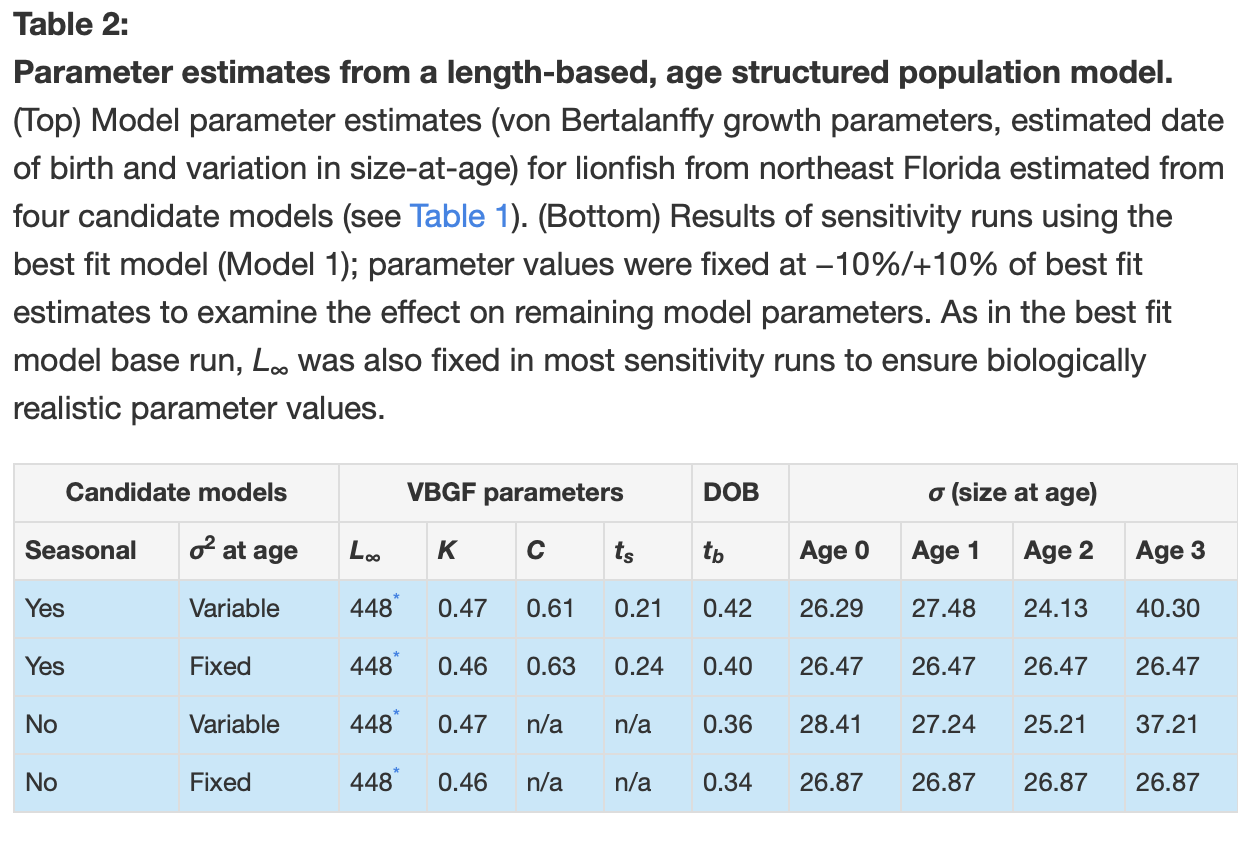 Table 2:
Parameter estimates from a length-based, age structured population model.
(Top) Model parameter estimates (von Bertalanffy growth parameters, estimated date
of birth and variation in size-at-age) for lionfish from northeast Florida estimated from
four candidate models (see Table 1). (Bottom) Results of sensitivity runs using the
best fit model (Model 1); parameter values were fixed at −10%/+10% of best fit
estimates to examine the effect on remaining model parameters. As in the best fit
model base run, L∞ was also fixed in most sensitivity runs to ensure biologically
realistic parameter values.
Candidate models VBGF parameters DOB σ (size at age)
Seasonal σ² at age L∞ K C ts tb Age 0 Age 1 Age 2 Age 3
Yes Variable 448* 0.47 0.61 0.21 0.42 26.29 27.48 24.13 40.30
Yes Fixed 448* 0.46 0.63 0.24 0.40 26.47 26.47 26.47 26.47
No Variable 448* 0.47 n/a n/a 0.36 28.41 27.24 25.21 37.21
No Fixed 448* 0.46 n/a n/a 0.34 26.87 26.87 26.87 26.87